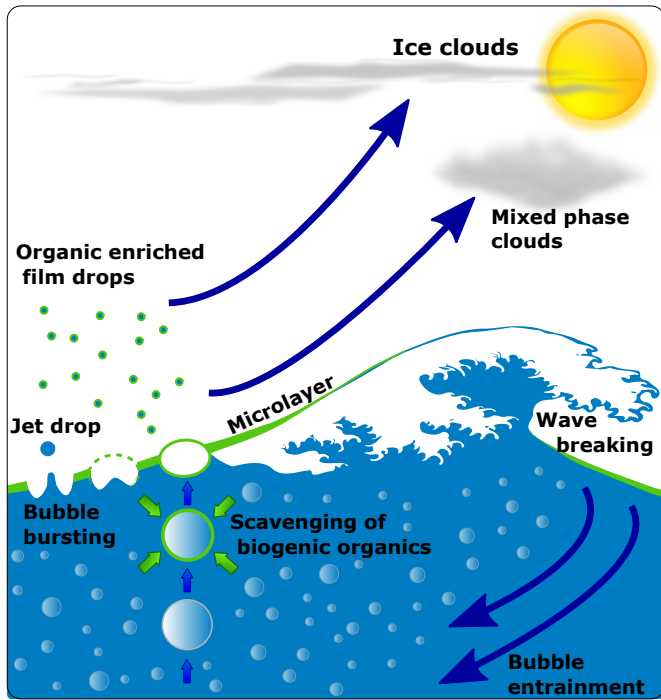 Ice clouds
Mixed phase
clouds
Organic enriched
film drops
Microlayer
Jet drop
Wave
breaking
Bubble
bursting
Scavenging of
biogenic organics
Bubble
entrainment